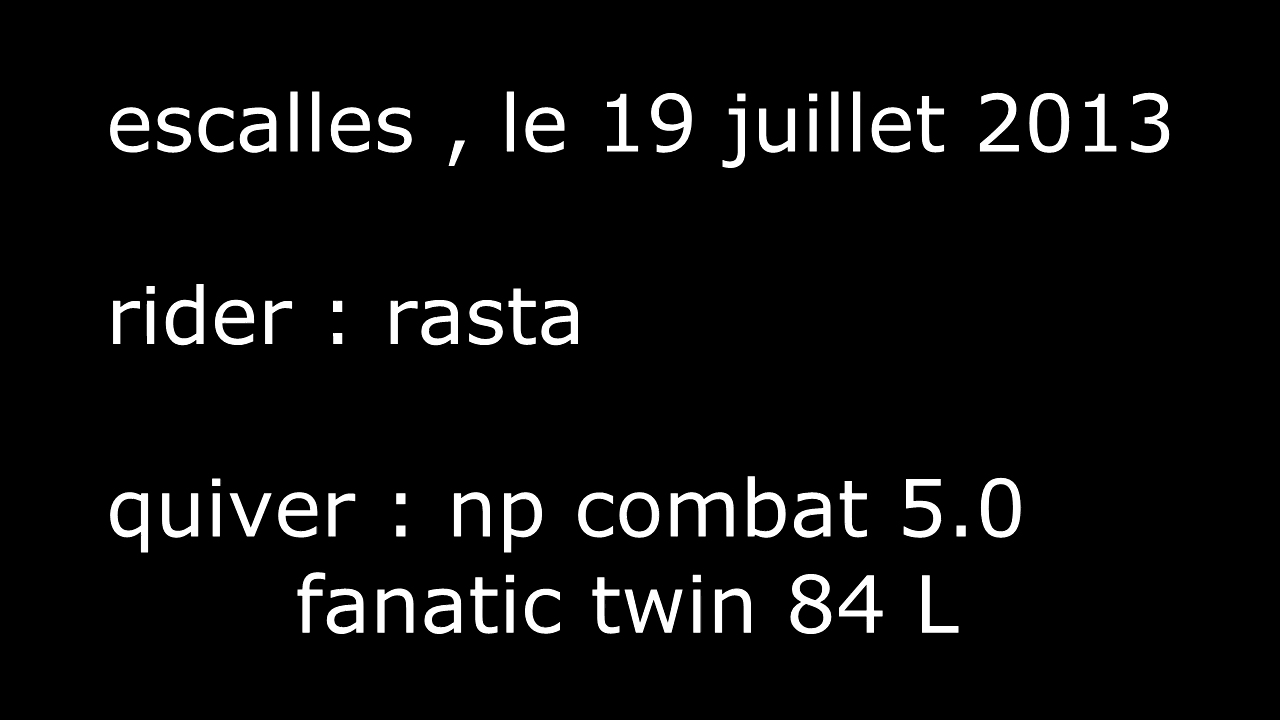 escalles , le 19 juillet 2013
rider : rasta
quiver : np combat 5.0
fanatic twin 84 L